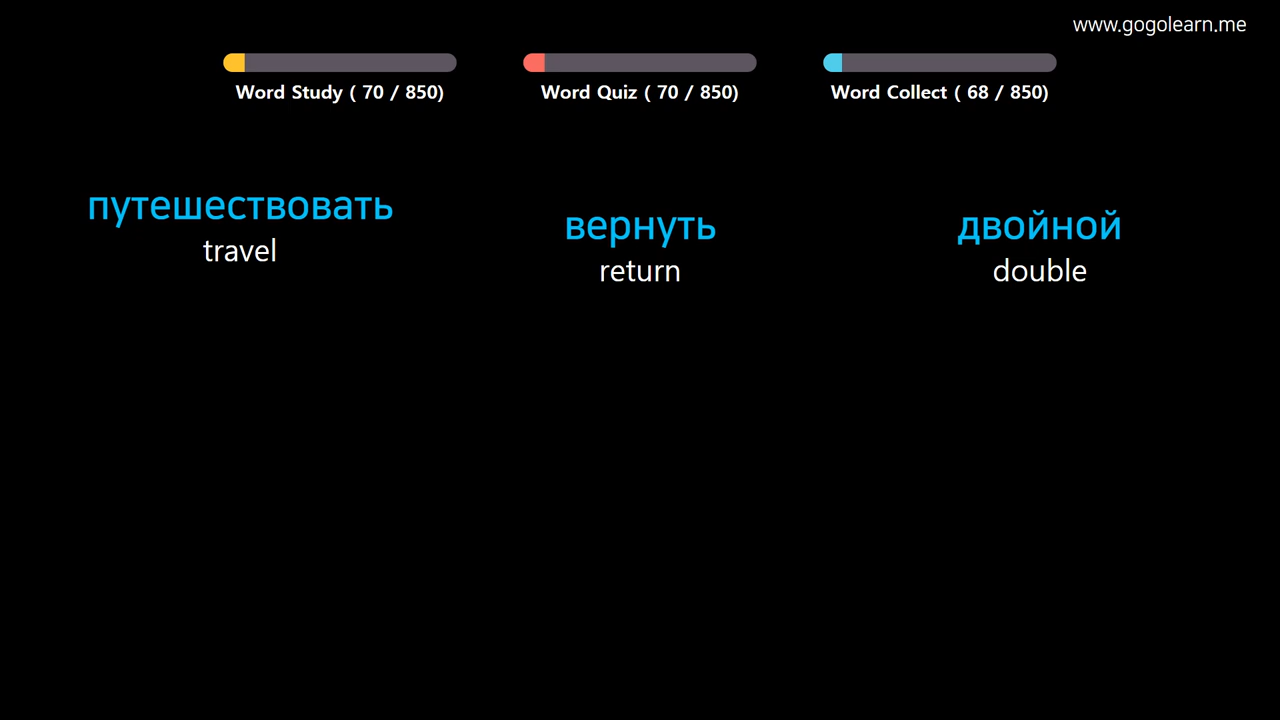 www.gogolearn.me
Word Study ( 70 / 850)
Word Quiz ( 70 / 850)
Word Collect ( 68 / 850)
путешествовать
travel
вернуть
return
двойной
double